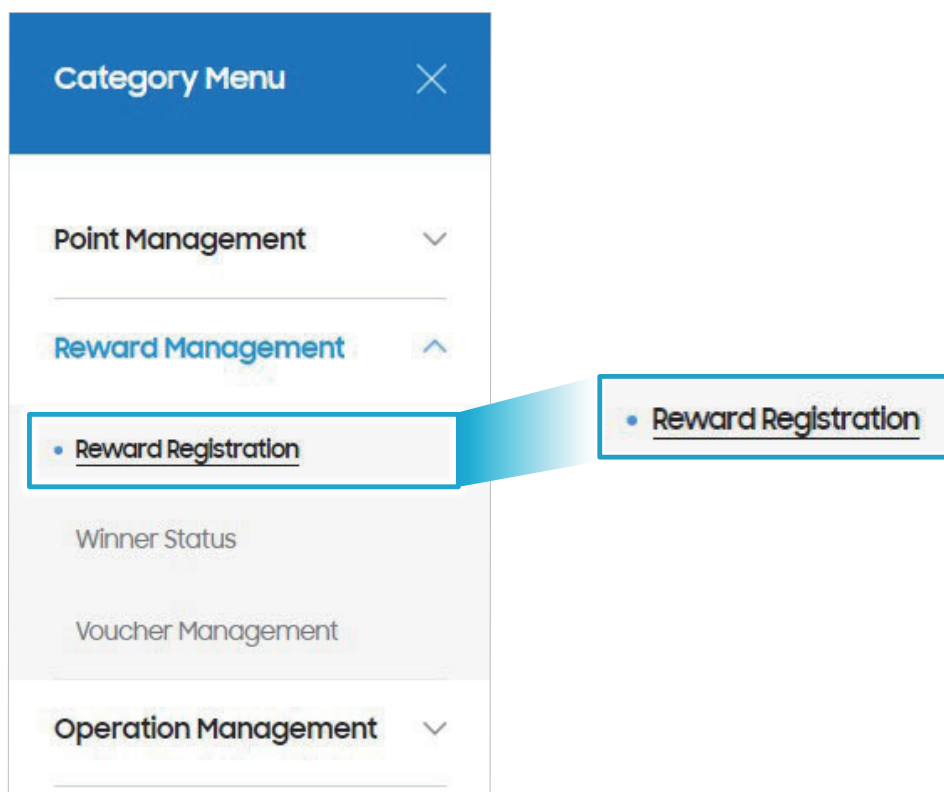 Category Menu
Point Management
Reward Management
• Reward Registration
• Reward Registration
Winner Status
Voucher Management
Operation Management